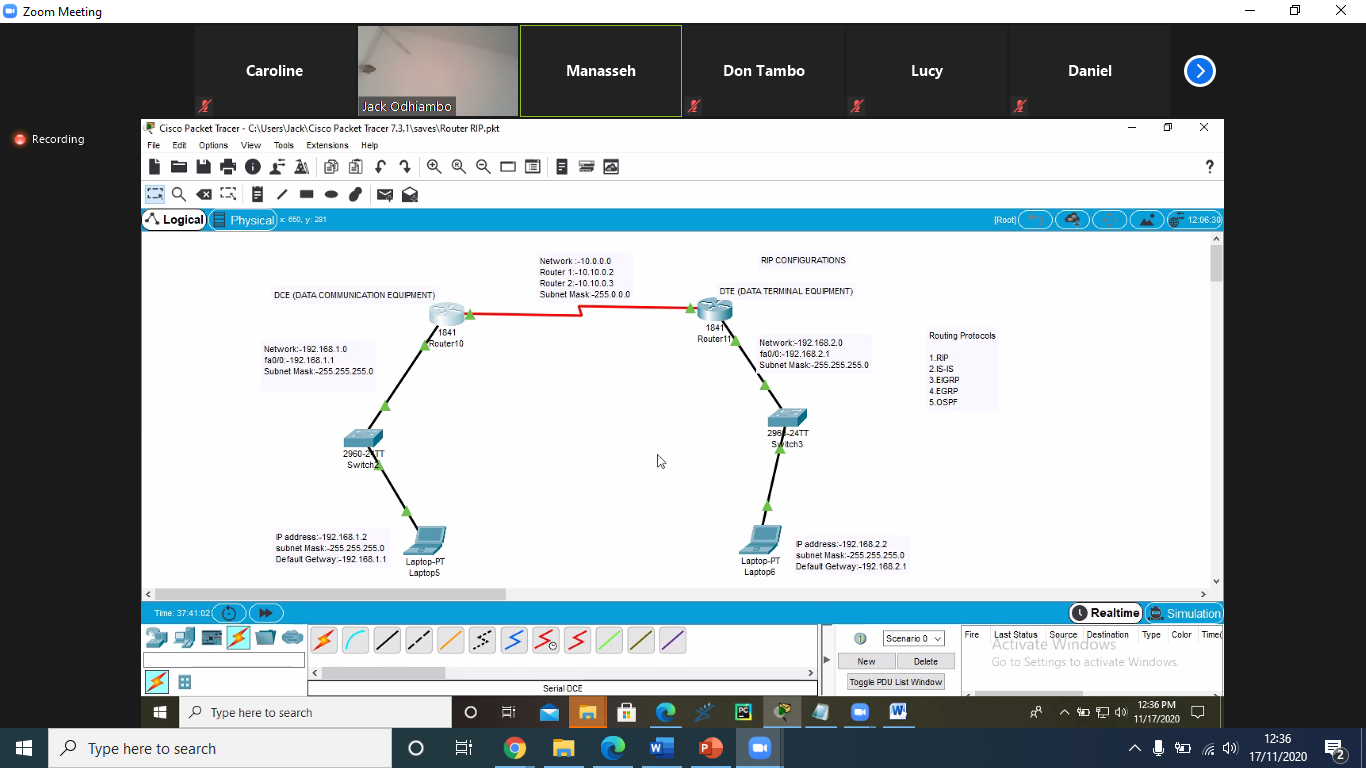 Zoom Meeting
Caroline
Jack Odhiambo
Manasseh
Don Tambo
Lucy
Daniel
Recording
Cisco Packet Tracer - C:\Users\Jack\Cisco Packet Tracer 7.3.1\saves\Router RIP.pkt
File Edit Options View Tools Extensions Help
?
Logical Physical x: 650, y: 281
[Root] 12:06:30
Network :-10.0.0.0
Router 1:-10.10.0.2
Router 2:-10.10.0.3
Subnet Mask:-255.0.0.0
RIP CONFIGURATIONS
DCE (DATA COMMUNICATION EQUIPMENT)
DTE (DATA TERMINAL EQUIPMENT)
1841
Router10
1841
Router11
Network:-192.168.1.0
fa0/0:-192.168.1.1
Subnet Mask:-255.255.255.0
Network:-192.168.2.0
fa0/0:-192.168.2.1
Subnet Mask:-255.255.255.0
Routing Protocols
1.RIP
2.IS-IS
3.EIGRP
4.EGRP
5.OSPF
2960-24TT
Switch2
2960-24TT
Switch3
IP address:-192.168.1.2
subnet Mask:-255.255.255.0
Default Getway:-192.168.1.1
Laptop-PT
Laptop5
Laptop-PT
Laptop6
IP address:-192.168.2.2
subnet Mask:-255.255.255.0
Default Getway:-192.168.2.1
Time: 37:41:02
Realtime Simulation
Scenario 0
New Delete
Toggle PDU List Window
Fire Last Status Source Destination Type Color Time(
Activate Windows
Go to Settings to activate Windows.
Serial DCE
Type here to search
12:36 PM
11/17/2020
Type here to search
12:36
17/11/2020
2